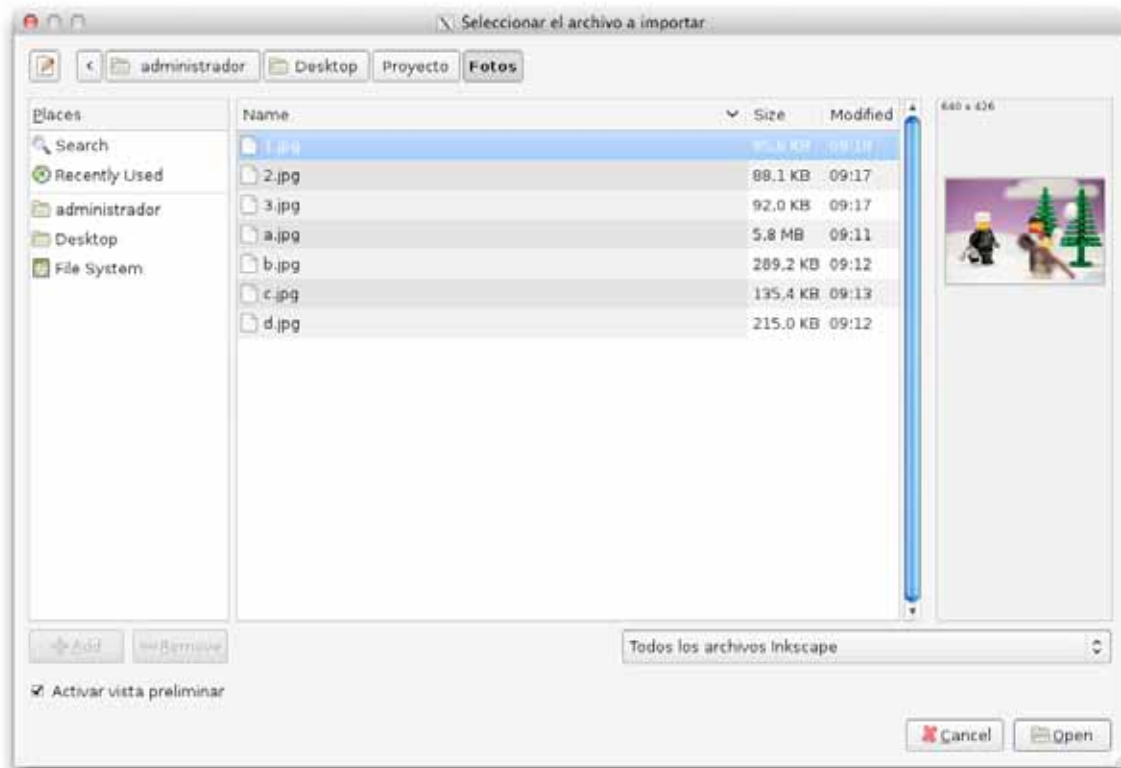 Seleccionar el archivo a importar
administrador Desktop Proyecto Fotos
Places
Search
Recently Used
administrador
Desktop
File System
Name Size Modified
1.jpg
2.jpg 88,1 KB 09:17
3.jpg 92,0 KB 09:17
a.jpg 5,8 MB 09:11
b.jpg 289,2 KB 09:12
c.jpg 135,4 KB 09:13
d.jpg 215,0 KB 09:12
640 x 426
Add Remove
Todos los archivos Inkscape
Activar vista preliminar
Cancel Open